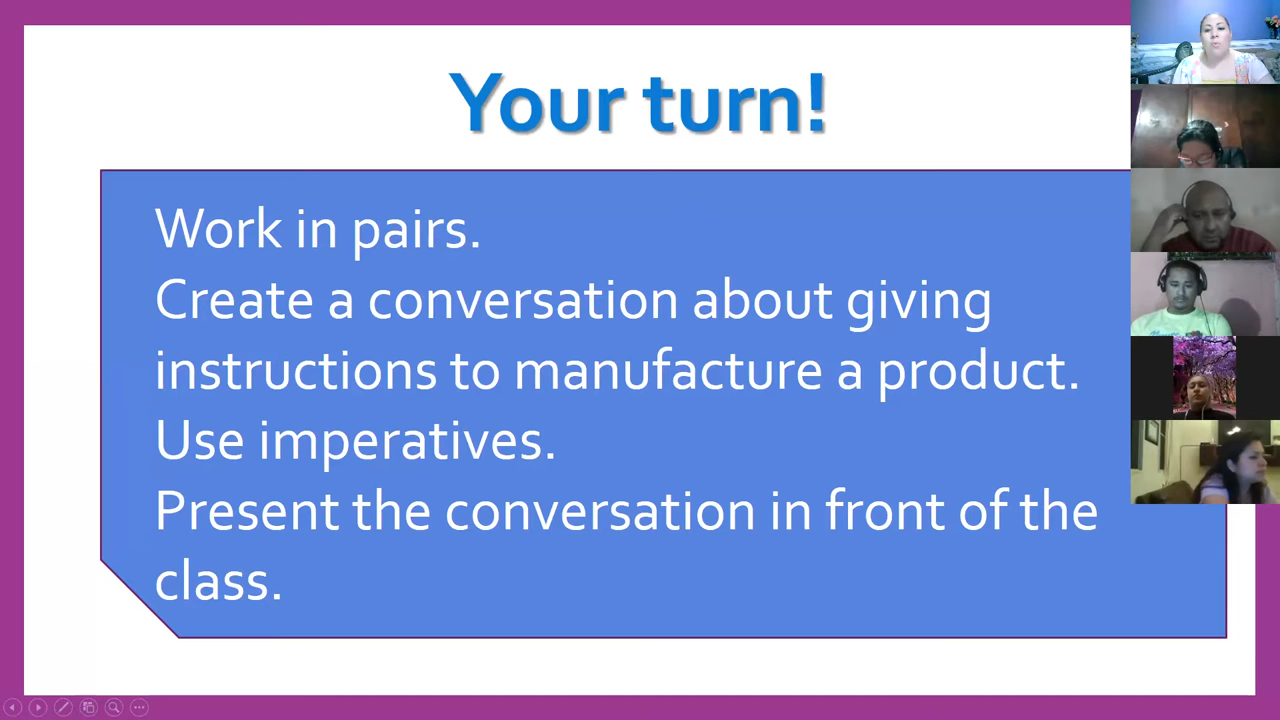 Your turn!
Work in pairs.
Create a conversation about giving
instructions to manufacture a product.
Use imperatives.
Present the conversation in front of the
class.